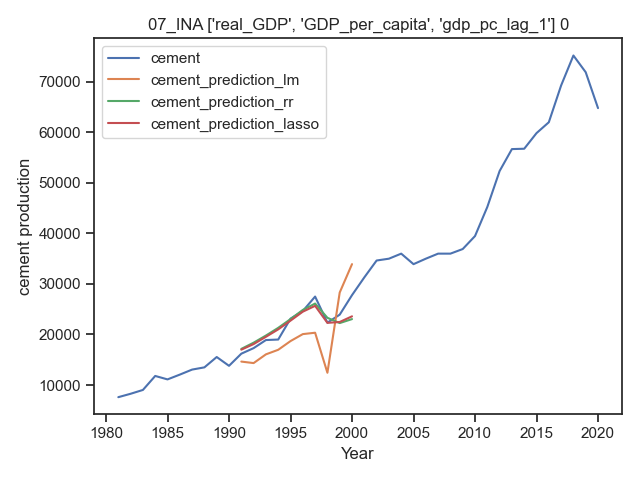 07_INA ['real_GDP', 'GDP_per_capita', 'gdp_pc_lag_1'] 0
cement
cement_prediction_lm
cement_prediction_rr
cement_prediction_lasso
cement production
70000
60000
50000
40000
30000
20000
10000
1980 1985 1990 1995 2000 2005 2010 2015 2020
Year